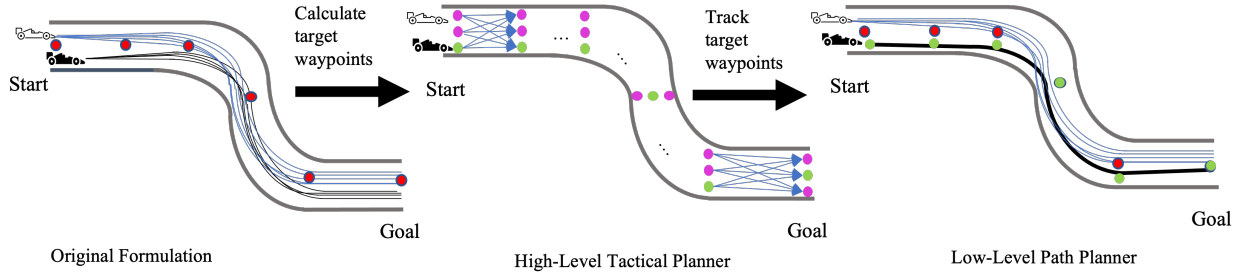 Calculate
target
waypoints
Track
target
waypoints
Start
Start
Start
Goal
Goal
Goal
Original Formulation
High-Level Tactical Planner
Low-Level Path Planner